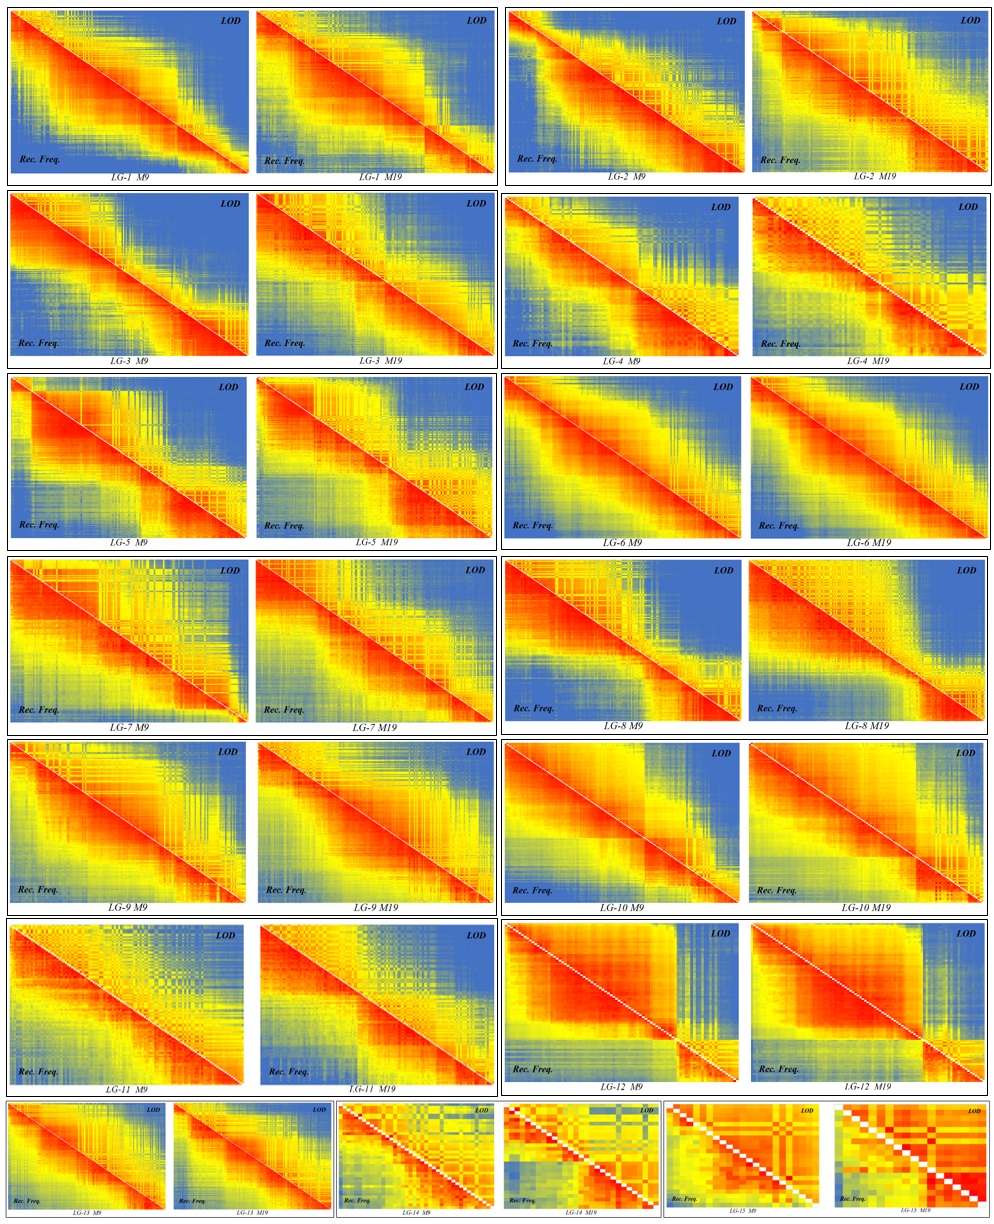 LOD LOD LOD LOD
Rec. Freq. Rec. Freq. Rec. Freq. Rec. Freq.
LG-1 M9 LG-1 M19 LG-2 M9 LG-2 M19
LOD LOD LOD LOD
Rec. Freq. Rec. Freq. Rec. Freq. Rec. Freq.
LG-3 M9 LG-3 M19 LG-4 M9 LG-4 M19
LOD LOD LOD LOD
Rec. Freq. Rec. Freq. Rec. Freq. Rec. Freq.
LG-5 M9 LG-5 M19 LG-6 M9 LG-6 M19
LOD LOD LOD LOD
Rec. Freq. Rec. Freq. Rec. Freq. Rec. Freq.
LG-7 M9 LG-7 M19 LG-8 M9 LG-8 M19
LOD LOD LOD LOD
Rec. Freq. Rec. Freq. Rec. Freq. Rec. Freq.
LG-9 M9 LG-9 M19 LG-10 M9 LG-10 M19
LOD LOD LOD LOD
Rec. Freq. Rec. Freq. Rec. Freq. Rec. Freq.
LG-11 M9 LG-11 M19 LG-12 M9 LG-12 M19
LOD LOD LOD LOD LOD LOD
Rec. Freq. Rec. Freq. Rec. Freq. Rec. Freq. Rec. Freq. Rec. Freq.
LG-13 M9 LG-13 M19 LG-14 M9 LG-14 M19 LG-15 M9 LG-15 M19